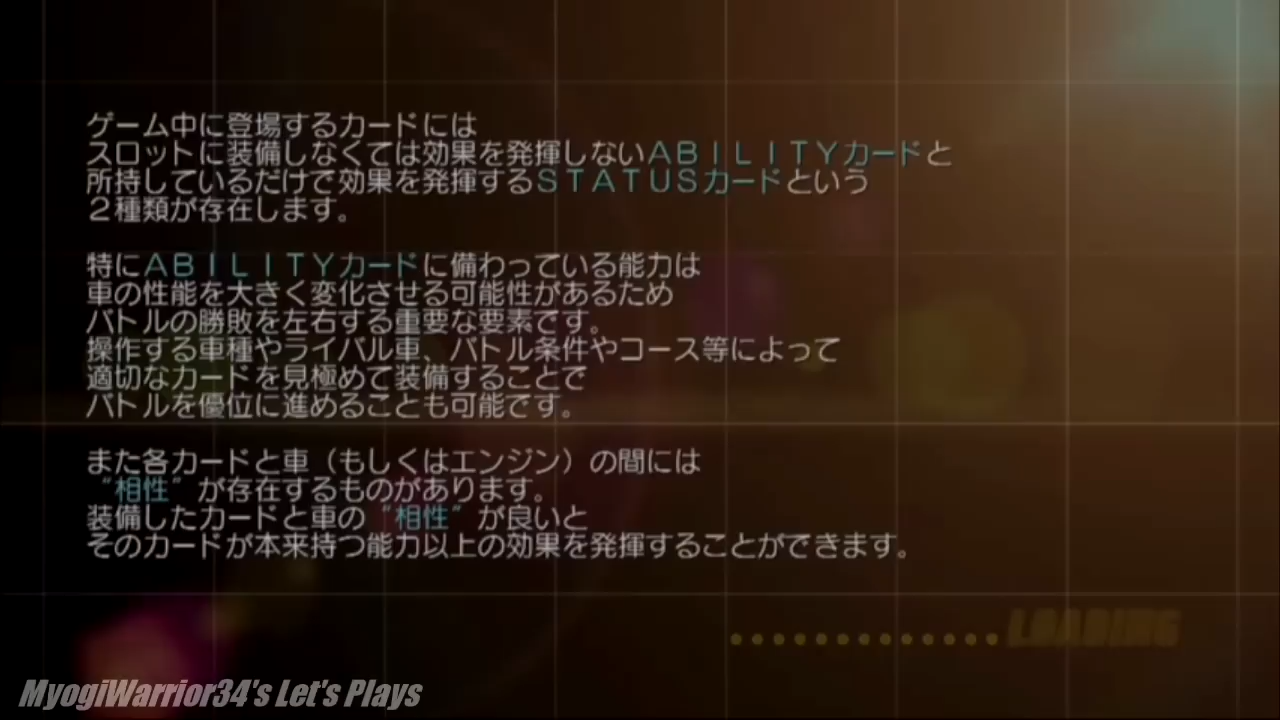 ゲーム中に登場するカードには
スロットに装備しなくては効果を発揮しないＡＢＩＬＩＴＹカードと
所持しているだけで効果を発揮するＳＴＡＴＵＳカードという
２種類が存在します。
特にＡＢＩＬＩＴＹカードに備わっている能力は
車の性能を大きく変化させる可能性があるため
バトルの勝敗を左右する重要な要素です。
操作する車種やライバル車、バトル条件やコース等によって
適切なカードを見極めて装備することで
バトルを優位に進めることも可能です。
また各カードと車（もしくはエンジン）の間には
“相性”が存在するものがあります。
装備したカードと車の“相性”が良いと
そのカードが本来持つ能力以上の効果を発揮することができます。
LOADING
MyogiWarrior34's Let's Plays